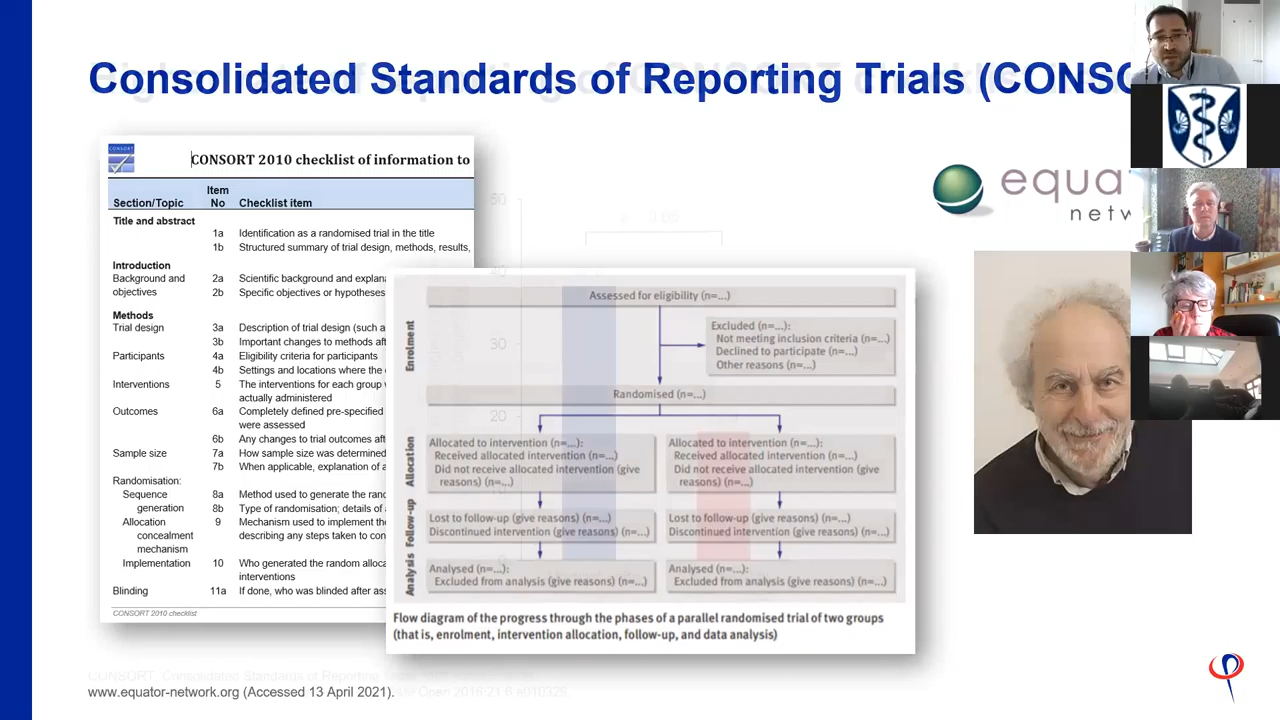 Consolidated Standards of Reporting Trials (CONSO
CONSORT
CONSORT 2010 checklist of information to
Section/Topic Item No Checklist item
Title and abstract
1a Identification as a randomised trial in the title
1b Structured summary of trial design, methods, results,
Introduction
Background and objectives
2a Scientific background and explana
2b Specific objectives or hypotheses
Methods
Trial design 3a Description of trial design (such a
3b Important changes to methods aft
Participants 4a Eligibility criteria for participants
4b Settings and locations where the
Interventions 5 The interventions for each group
actually administered
Outcomes 6a Completely defined pre-specified
were assessed
6b Any changes to trial outcomes aft
Sample size 7a How sample size was determined
7b When applicable, explanation of a
Randomisation:
Sequence 8a Method used to generate the ran
generation 8b Type of randomisation; details of
Allocation 9 Mechanism used to implement the
concealment describing any steps taken to con
mechanism
Implementation 10 Who generated the random alloca
interventions
Blinding 11a If done, who was blinded after ass
CONSORT 2010 checklist
equa
netw
50
40
30
20
Enrolment
Assessed for eligibility (n=...)
Excluded (n=...):
Not meeting inclusion criteria (n=...)
Declined to participate (n=...)
Other reasons (n=...)
Randomised (n=...)
Allocation
Allocated to intervention (n=...):
Received allocated intervention (n=...)
Did not receive allocated intervention (give
reasons) (n=...)
Allocated to intervention (n=...):
Received allocated intervention (n=...)
Did not receive allocated intervention (give
reasons) (n=...)
Follow-up
Lost to follow-up (give reasons) (n=...)
Discontinued intervention (give reasons) (n=...)
Lost to follow-up (give reasons) (n=...)
Discontinued intervention (give reasons) (n=...)
Analysis
Analysed (n=...):
Excluded from analysis (give reasons) (n=...)
Analysed (n=...):
Excluded from analysis (give reasons) (n=...)
Flow diagram of the progress through the phases of a parallel randomised trial of two groups
(that is, enrolment, intervention allocation, follow-up, and data analysis)
CONSORT, Consolidated Standards of Reporting
www.equator-network.org (Accessed 13 April 2021).